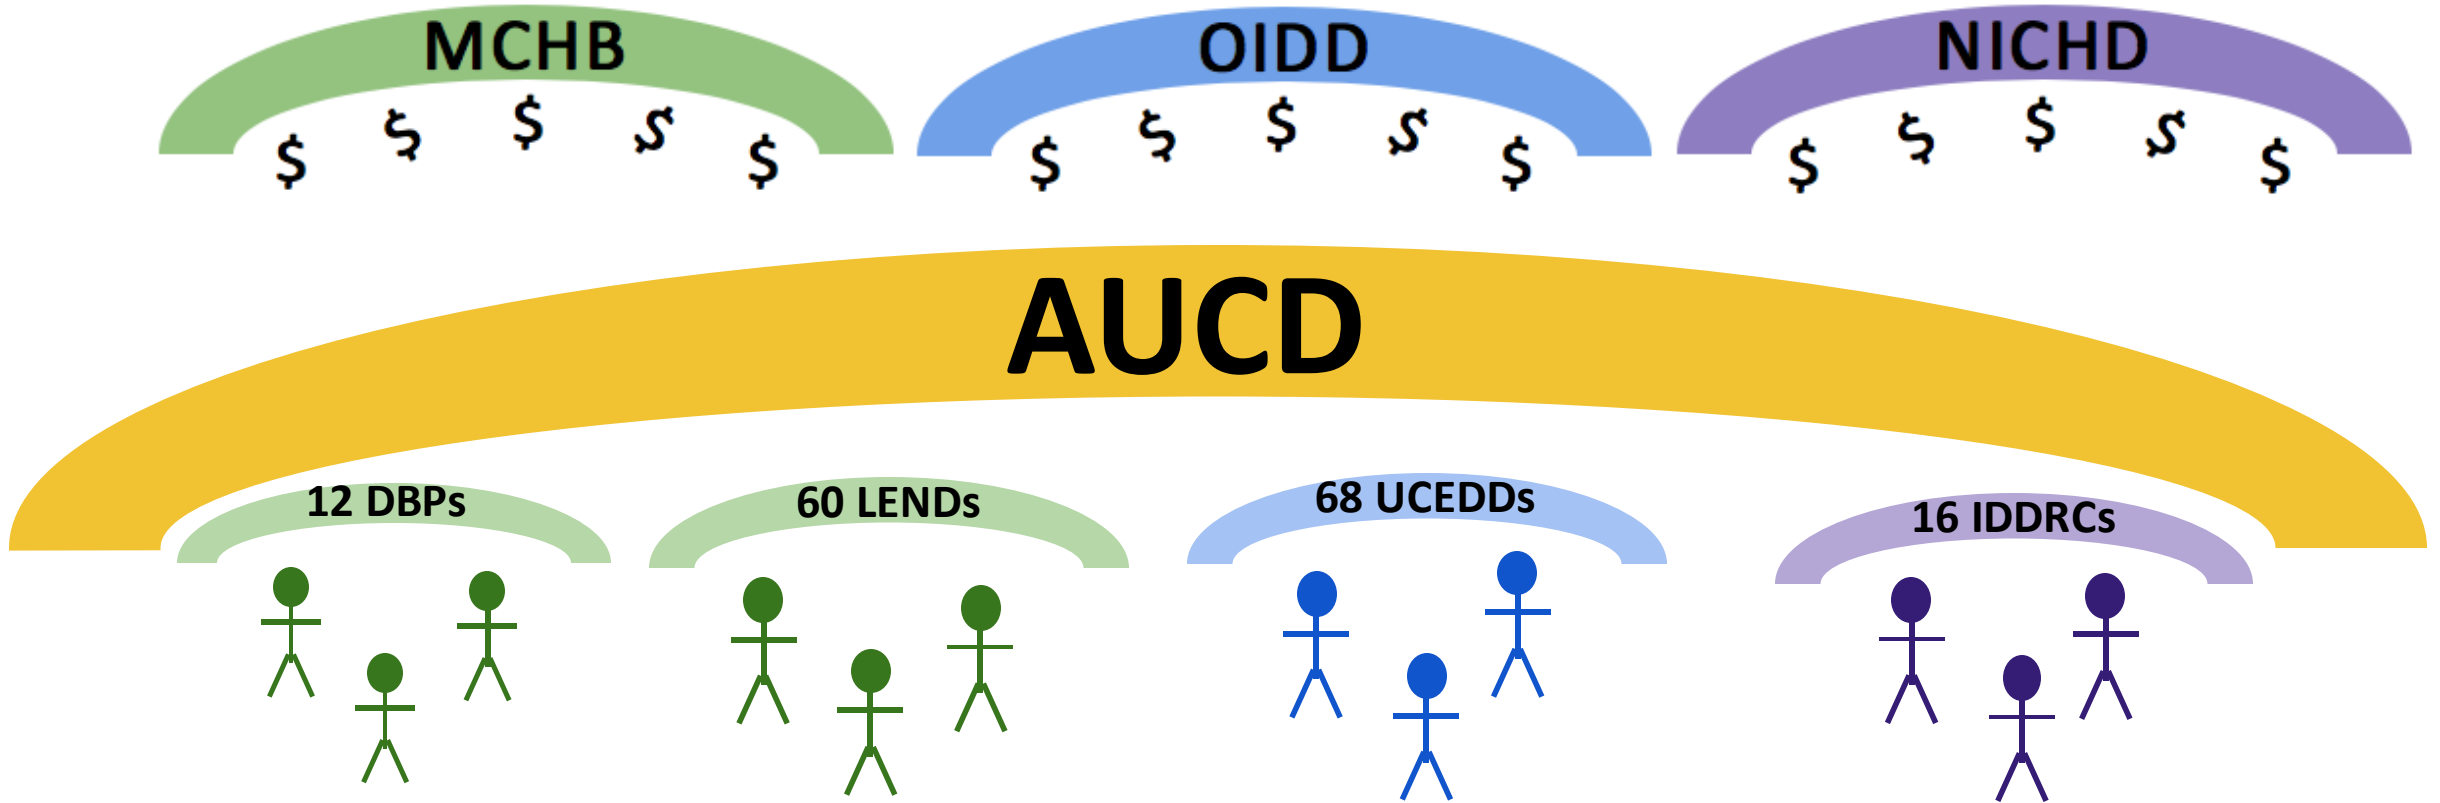 MCHB
OIDD
NICHD
$ $ $ $ $
$ $ $ $ $
$ $ $ $ $
AUCD
12 DBPs
60 LENDs
68 UCEDDs
16 IDDRCs